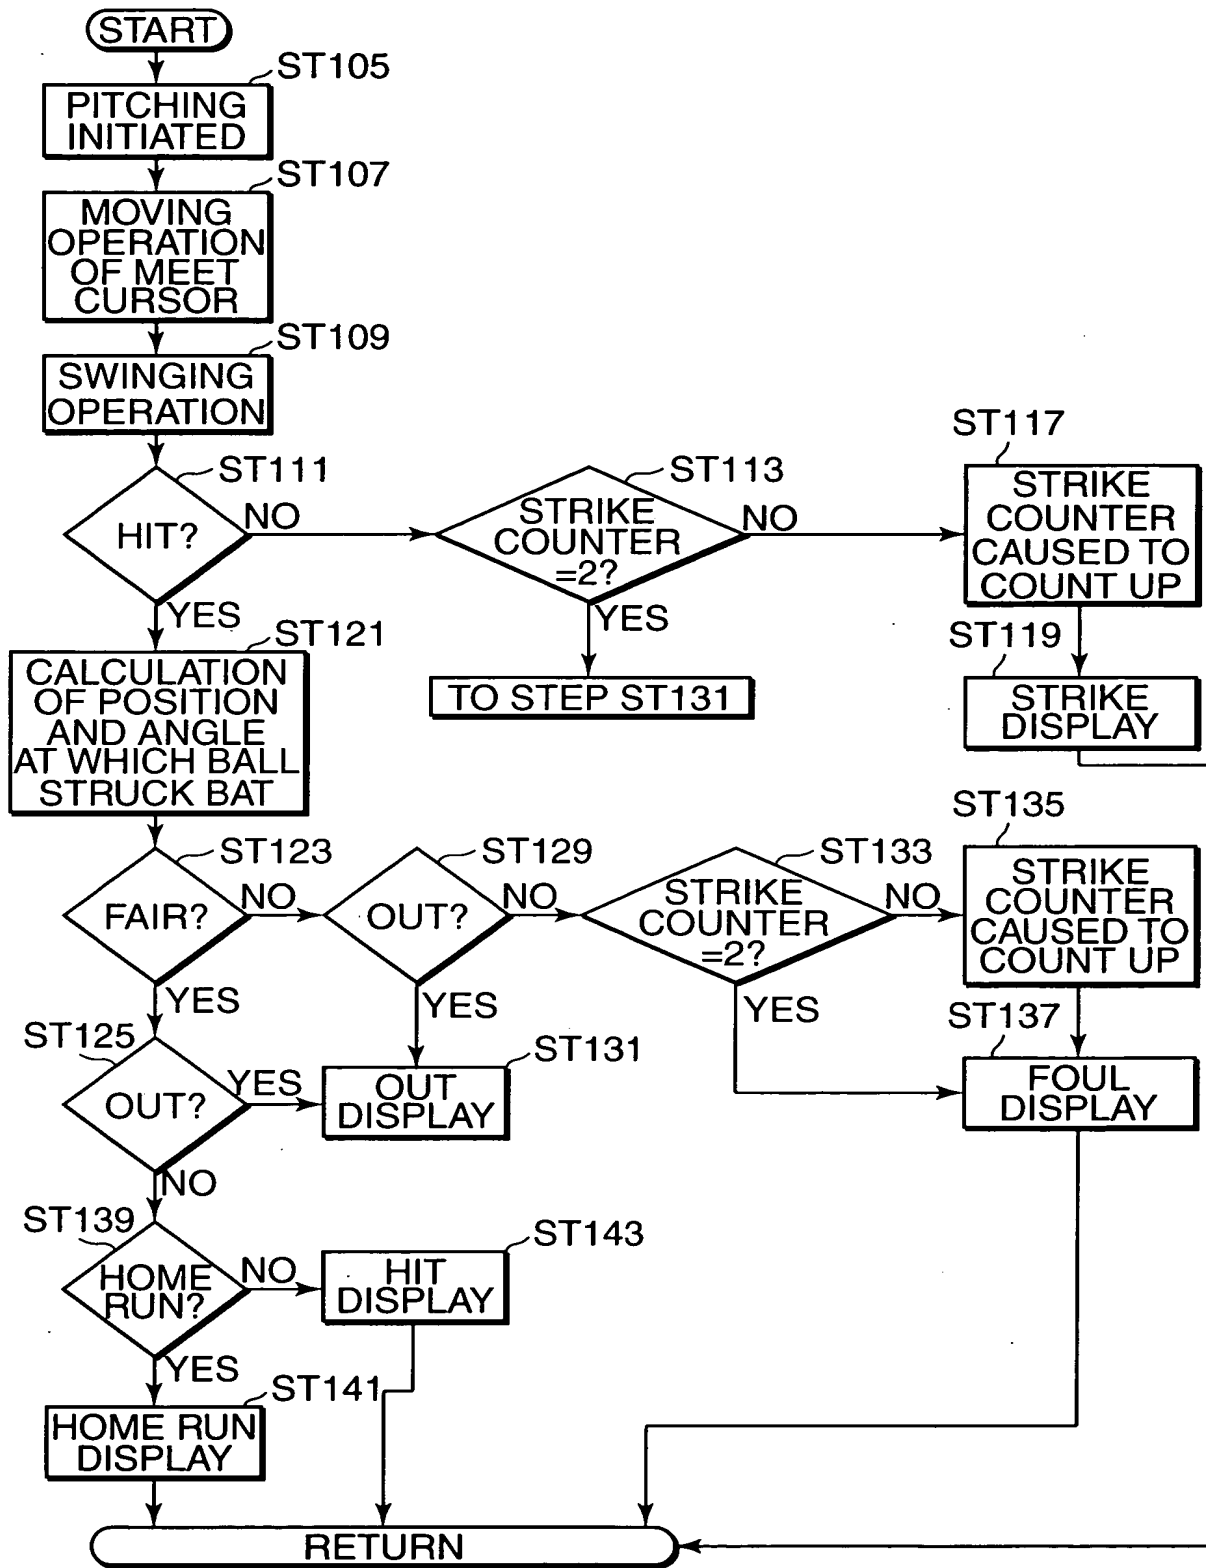 START
ST105
PITCHING
INITIATED
ST107
MOVING
OPERATION
OF MEET
CURSOR
ST109
SWINGING
OPERATION
ST111
HIT?
NO
YES
ST113
STRIKE
COUNTER
=2?
NO
YES
TO STEP ST131
ST117
STRIKE
COUNTER
CAUSED TO
COUNT UP
ST119
STRIKE
DISPLAY
ST121
CALCULATION
OF POSITION
AND ANGLE
AT WHICH BALL
STRUCK BAT
ST123
FAIR?
NO
YES
ST129
OUT?
NO
YES
ST133
STRIKE
COUNTER
=2?
NO
YES
ST135
STRIKE
COUNTER
CAUSED TO
COUNT UP
ST137
FOUL
DISPLAY
ST125
OUT?
YES
NO
ST131
OUT
DISPLAY
ST139
HOME
RUN?
NO
YES
ST143
HIT
DISPLAY
ST141
HOME RUN
DISPLAY
RETURN